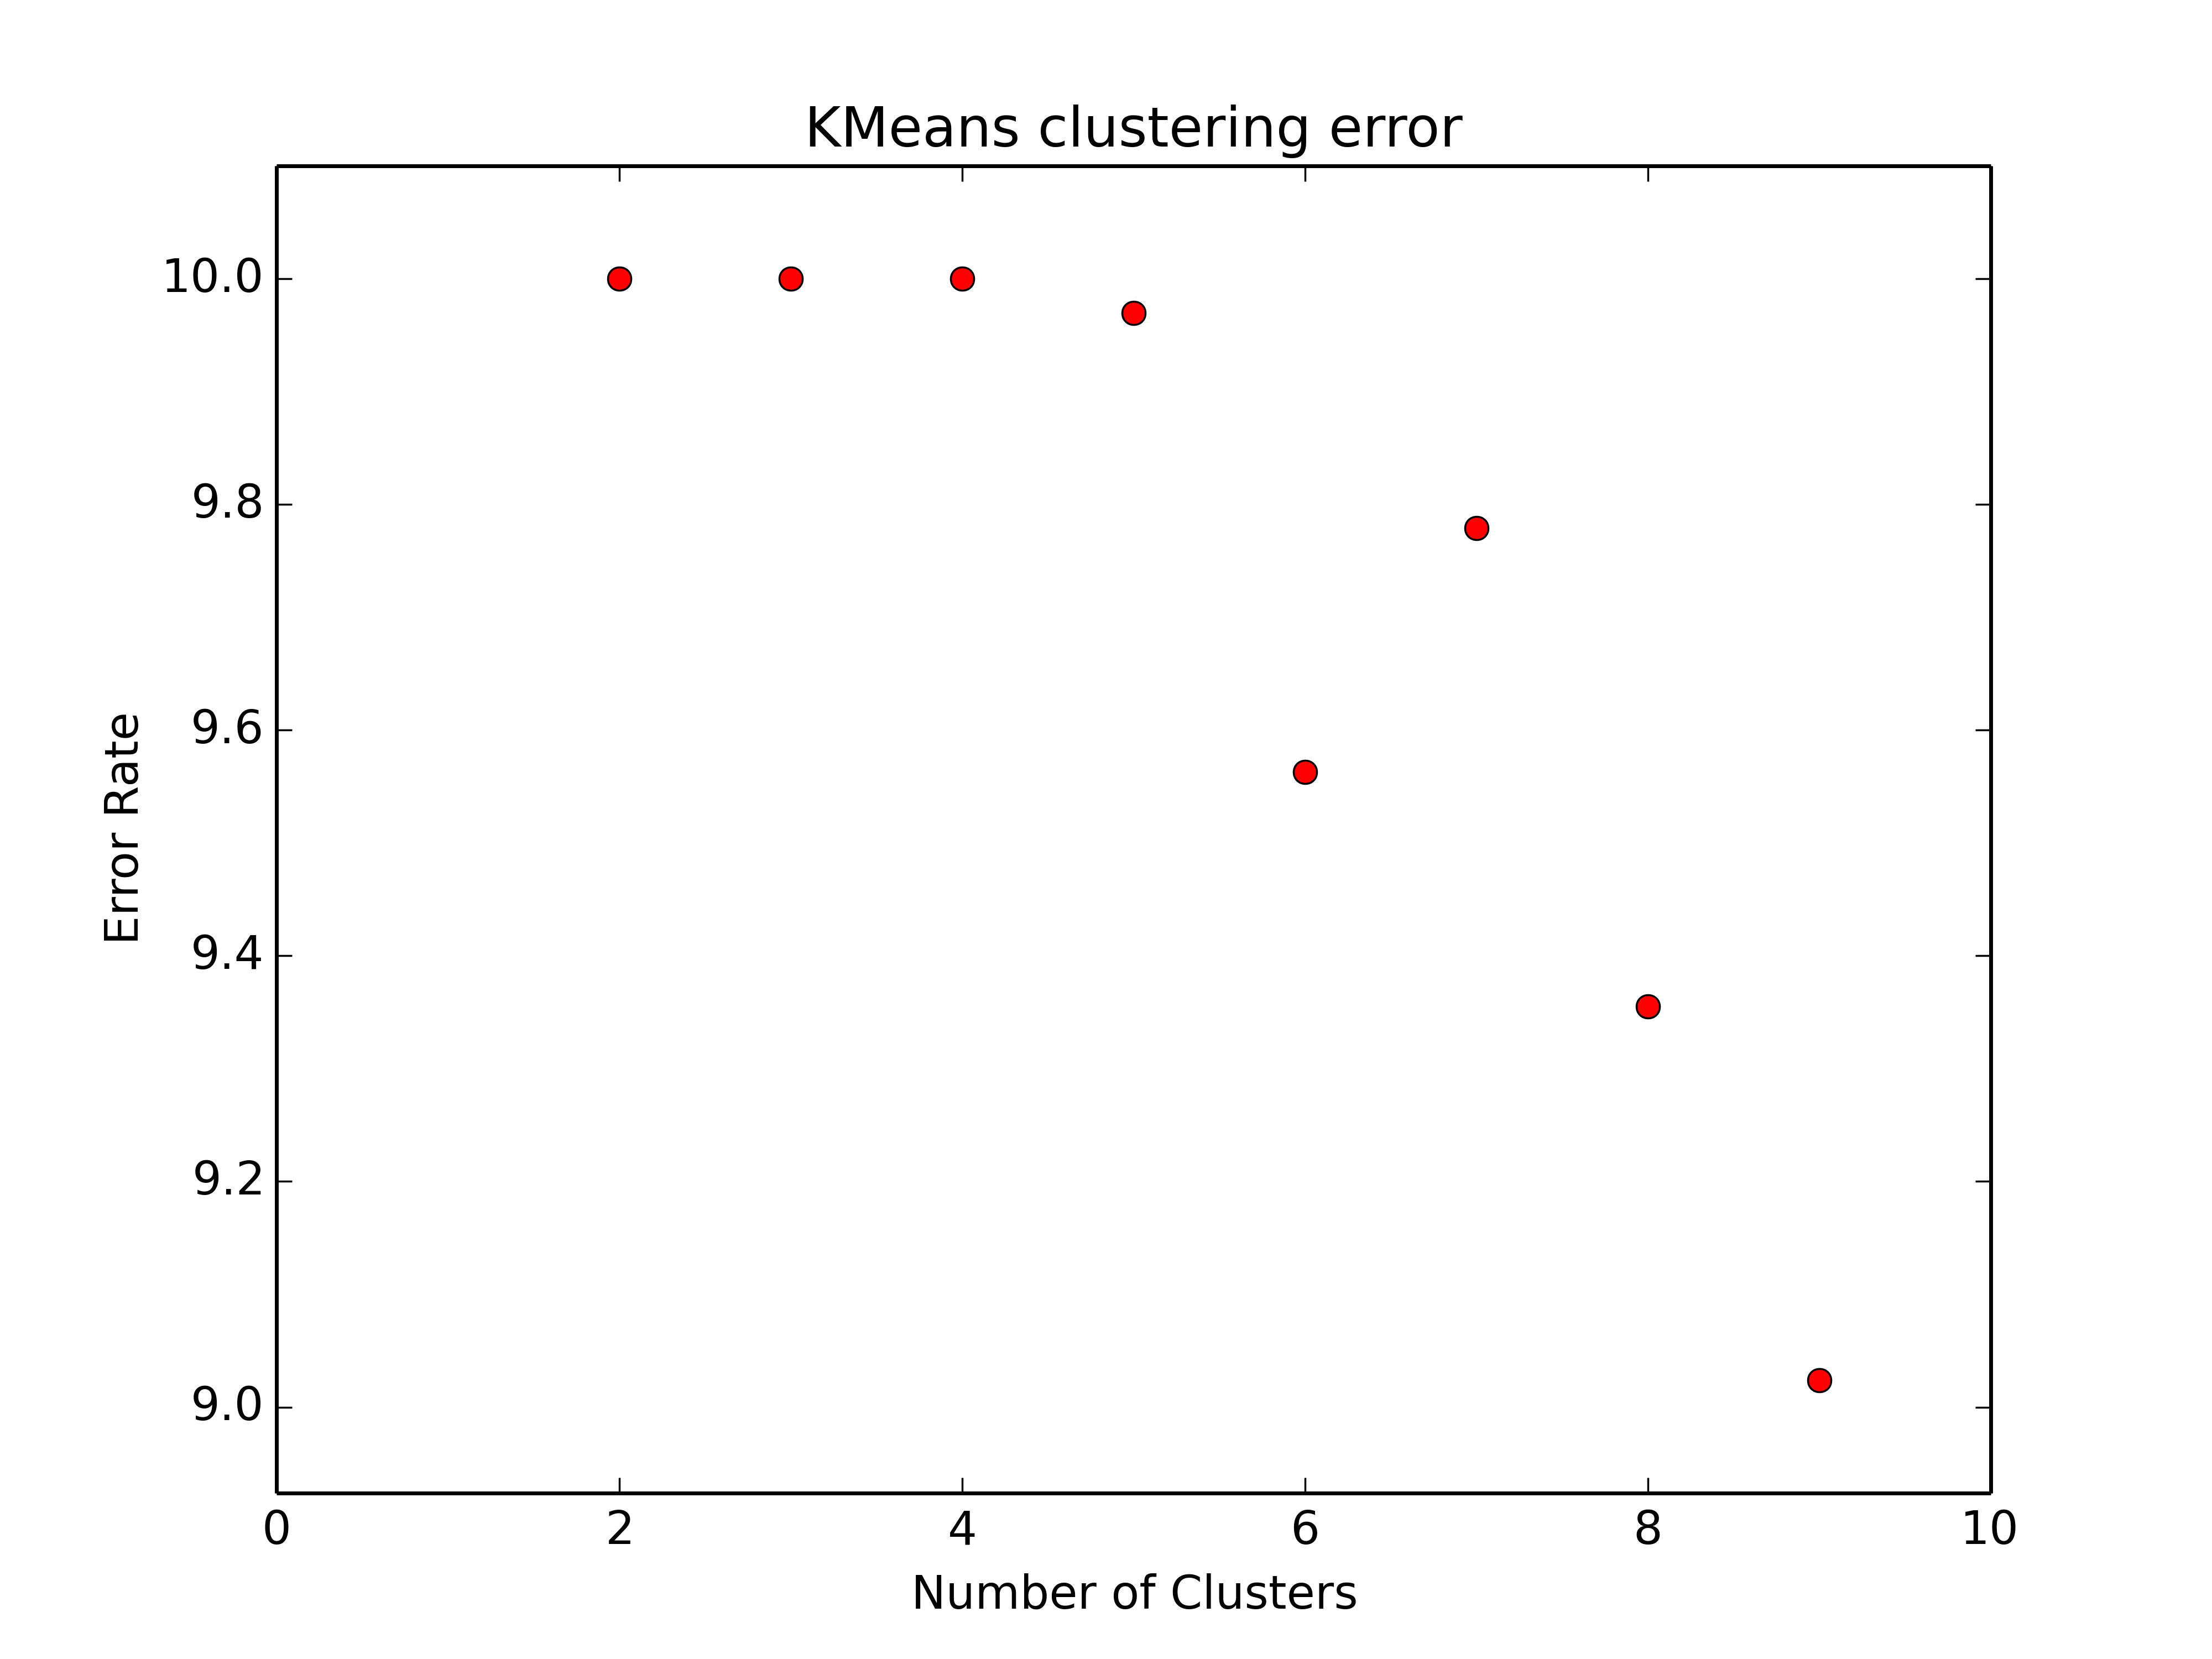 KMeans clustering error
10.0
9.8
9.6
9.4
9.2
9.0
Error Rate
0 2 4 6 8 10
Number of Clusters